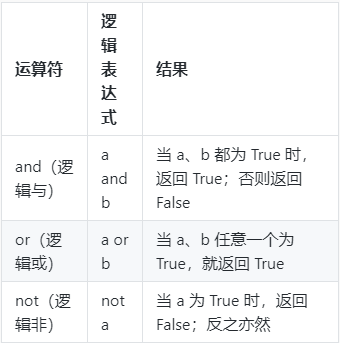 运算符
逻
辑
表
达
式
结果
and（逻
辑与）
a
and
b
当 a、b 都为 True 时，
返回 True；否则返回
False
or（逻
辑或）
a or
b
当 a、b 任意一个为
True，就返回 True
not（逻
辑非）
not
a
当 a 为 True 时，返回
False；反之亦然